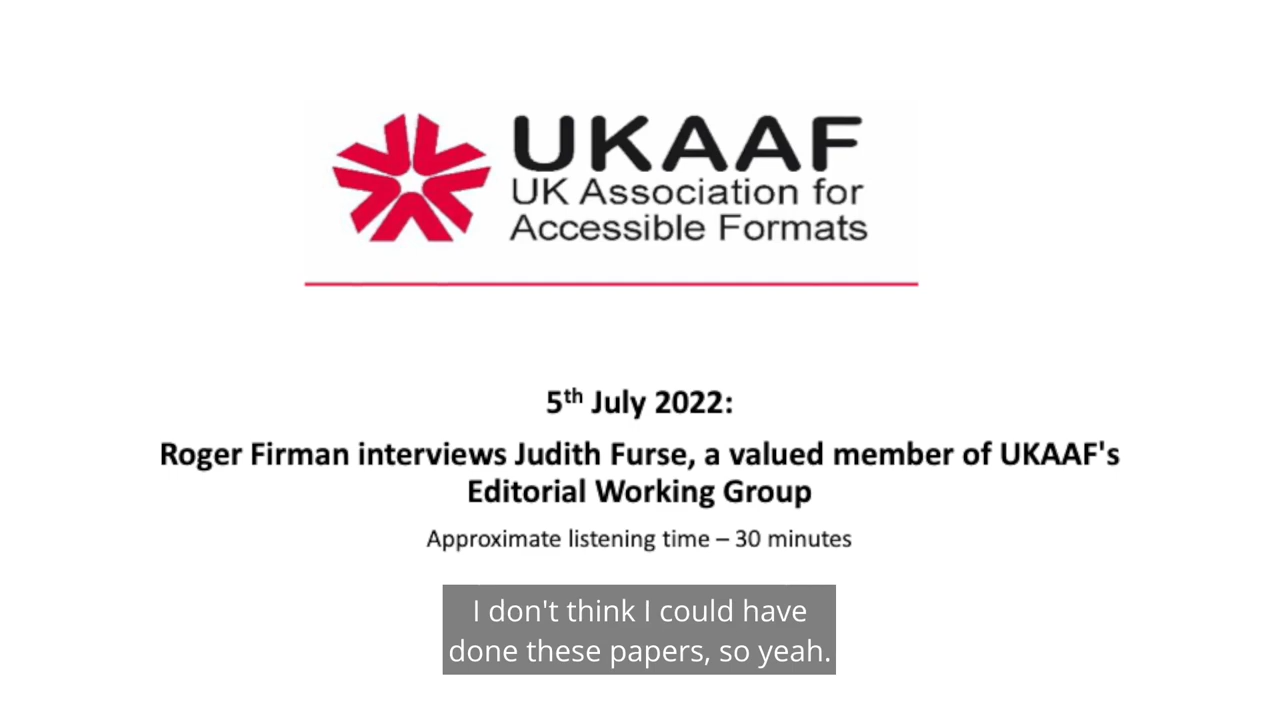 UKAAF
UK Association for
Accessible Formats
5th July 2022:
Roger Firman interviews Judith Furse, a valued member of UKAAF's
Editorial Working Group
Approximate listening time – 30 minutes
I don't think I could have
done these papers, so yeah.